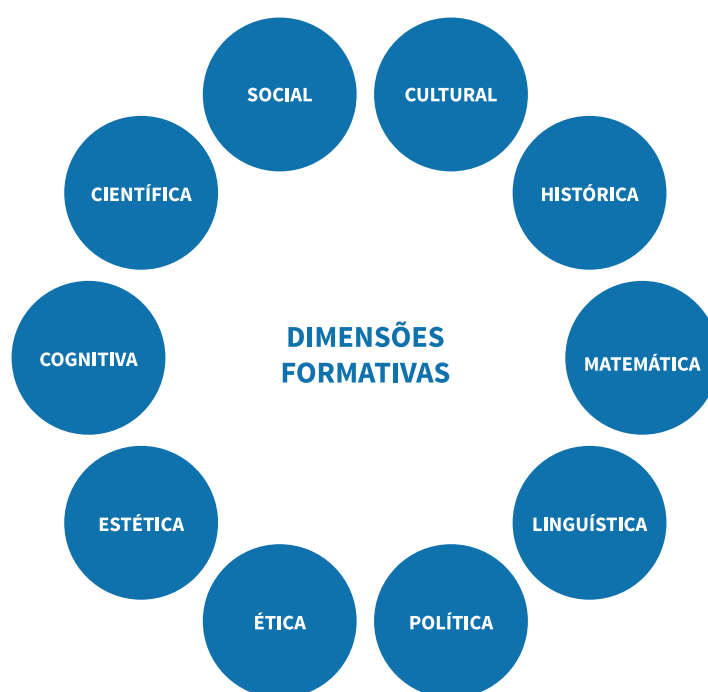 SOCIAL
CULTURAL
CIENTÍFICA
HISTÓRICA
DIMENSÕES
FORMATIVAS
COGNITIVA
MATEMÁTICA
ESTÉTICA
LINGUÍSTICA
ÉTICA
POLÍTICA